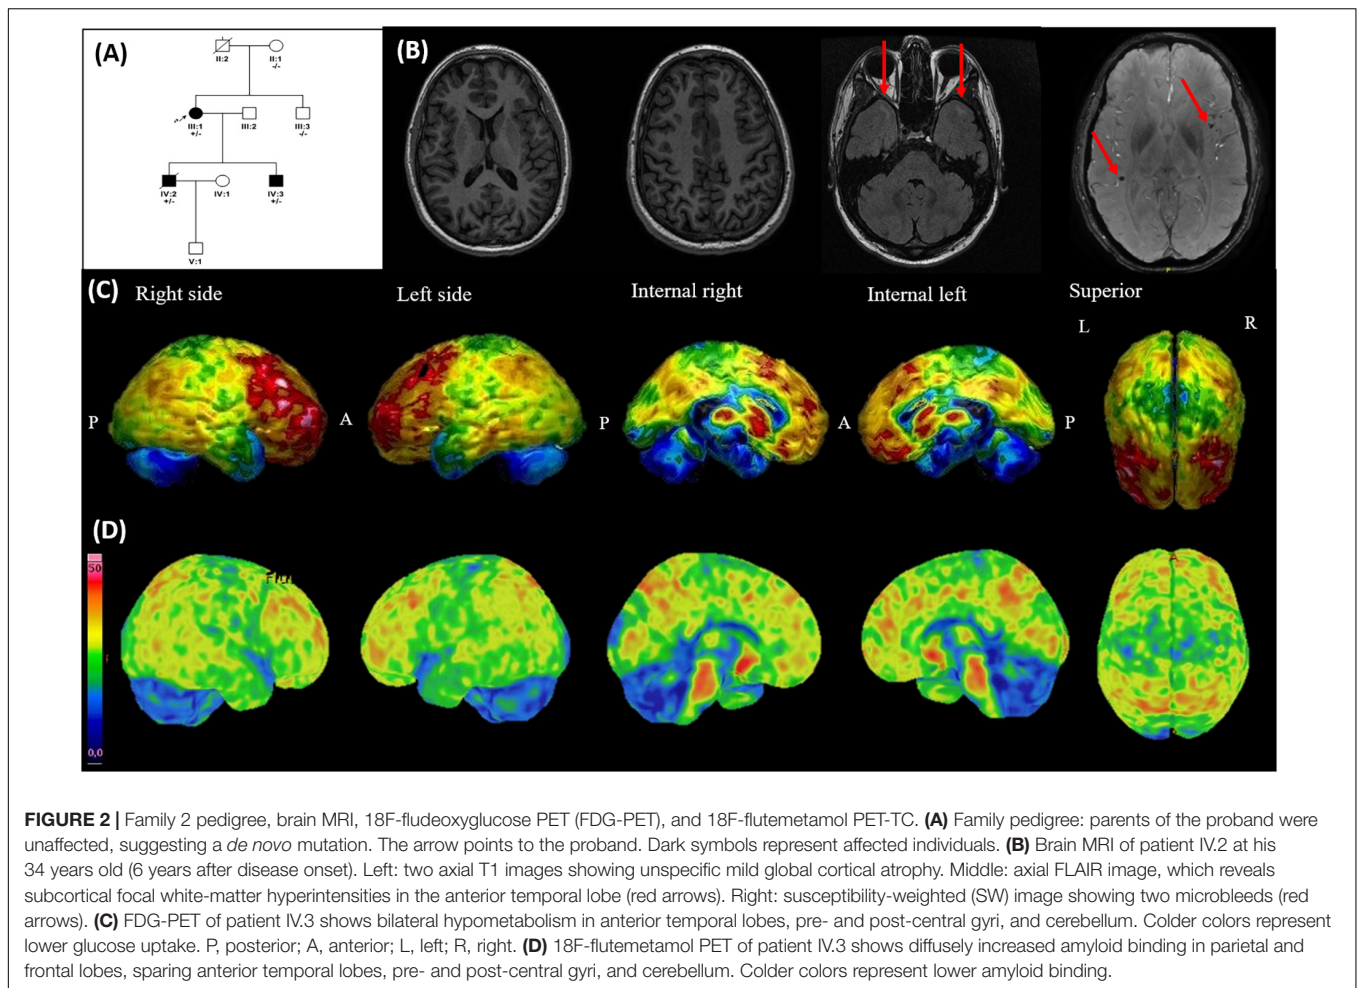 (A)
II:2
II:1
-/-
III:1
+/-
III:2
III:3
-/-
IV:2
+/-
IV:1
IV:3
+/-
V:1
(B)
(C) Right side
Left side
Internal right
Internal left
Superior
L
R
P
A
P
A
P
(D)
50
0,0
FIGURE 2 | Family 2 pedigree, brain MRI, 18F-fludeoxyglucose PET (FDG-PET), and 18F-flutemetamol PET-TC. (A) Family pedigree: parents of the proband were
unaffected, suggesting a de novo mutation. The arrow points to the proband. Dark symbols represent affected individuals. (B) Brain MRI of patient IV.2 at his
34 years old (6 years after disease onset). Left: two axial T1 images showing unspecific mild global cortical atrophy. Middle: axial FLAIR image, which reveals
subcortical focal white-matter hyperintensities in the anterior temporal lobe (red arrows). Right: susceptibility-weighted (SW) image showing two microbleeds (red
arrows). (C) FDG-PET of patient IV.3 shows bilateral hypometabolism in anterior temporal lobes, pre- and post-central gyri, and cerebellum. Colder colors represent
lower glucose uptake. P, posterior; A, anterior; L, left; R, right. (D) 18F-flutemetamol PET of patient IV.3 shows diffusely increased amyloid binding in parietal and
frontal lobes, sparing anterior temporal lobes, pre- and post-central gyri, and cerebellum. Colder colors represent lower amyloid binding.